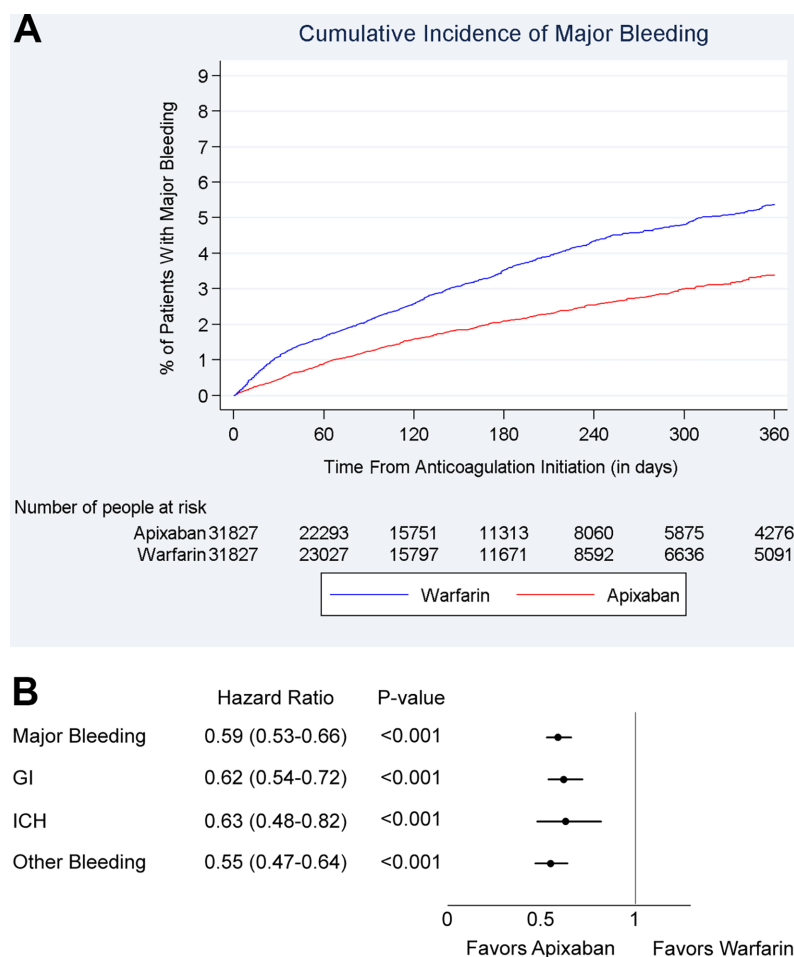 A
Cumulative Incidence of Major Bleeding
% of Patients With Major Bleeding
9
8
7
6
5
4
3
2
1
0
0 60 120 180 240 300 360
Time From Anticoagulation Initiation (in days)
Number of people at risk
Apixaban 31827 22293 15751 11313 8060 5875 4276
Warfarin 31827 23027 15797 11671 8592 6636 5091
Warfarin Apixaban
B
Hazard Ratio P-value
Major Bleeding 0.59 (0.53-0.66) <0.001
GI 0.62 (0.54-0.72) <0.001
ICH 0.63 (0.48-0.82) <0.001
Other Bleeding 0.55 (0.47-0.64) <0.001
0 0.5 1
Favors Apixaban Favors Warfarin